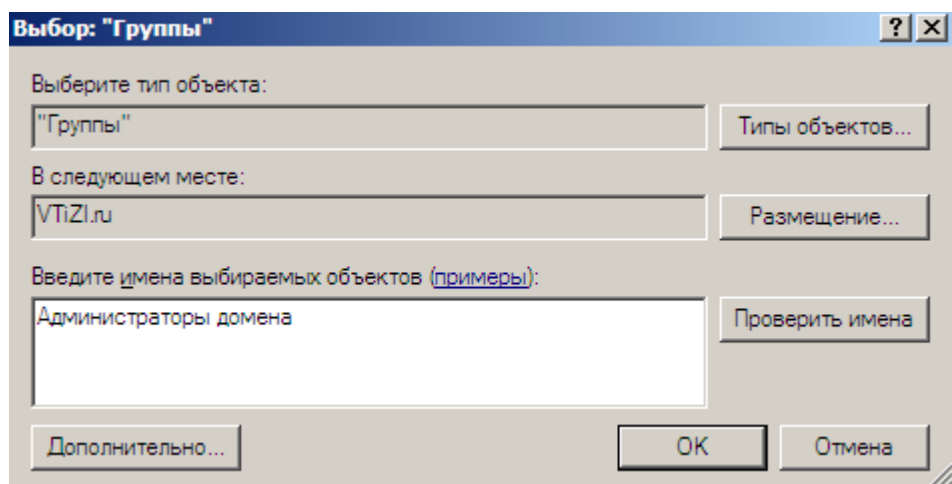 Выбор: "Группы"
Выберите тип объекта:
"Группы"
Типы объектов...
В следующем месте:
VTiZI.ru
Размещение...
Введите имена выбираемых объектов (примеры):
Администраторы домена
Проверить имена
Дополнительно...
OK
Отмена